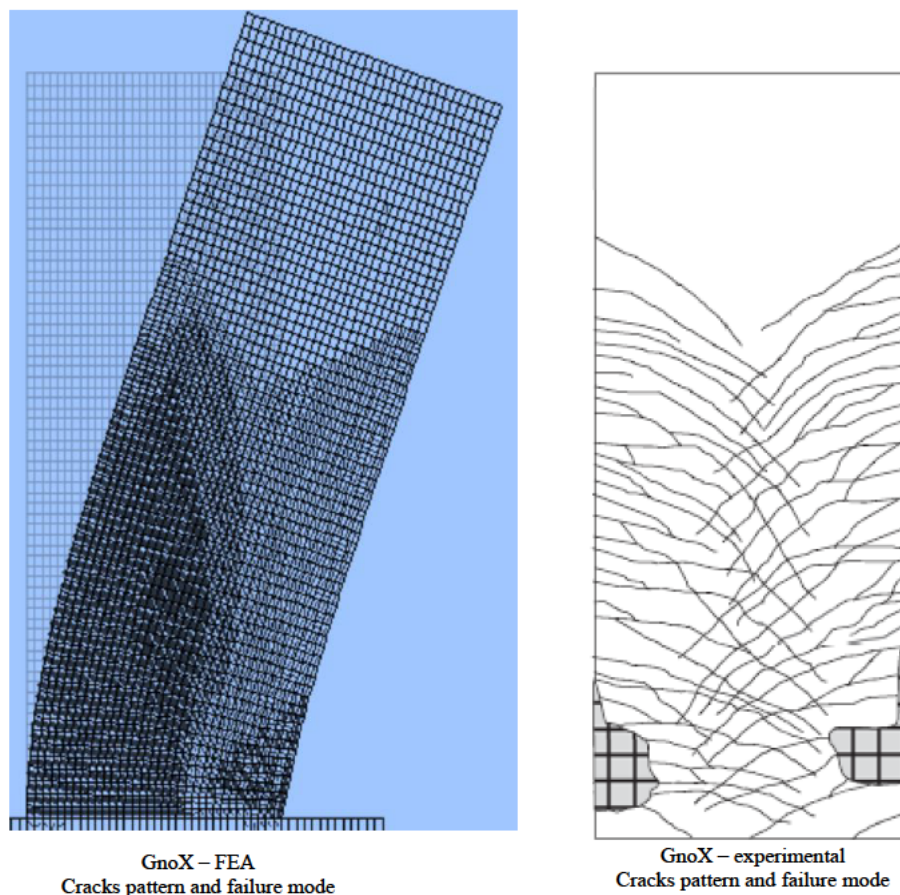 GnoX – FEA
Cracks pattern and failure mode
GnoX – experimental
Cracks pattern and failure mode